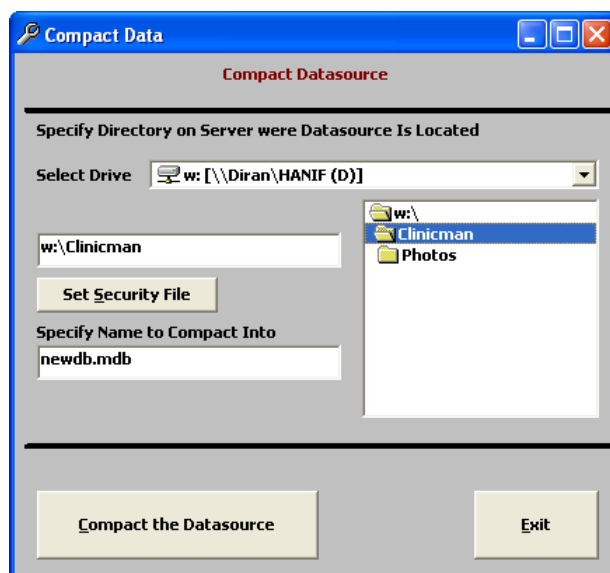 Compact Data
Compact Datasource
Specify Directory on Server were Datasource Is Located
Select Drive w: [\\Diran\HANIF (D)]
w:\
w:\Clinicman
Clinicman
Photos
Set Security File
Specify Name to Compact Into
newdb.mdb
Compact the Datasource
Exit